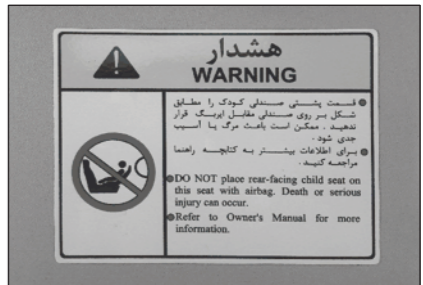 هشدار
WARNING
قسمت پشتی صندلی کودک را مطابق
شکل بر روی صندلی مقابل ایربگ قرار
ندهید . ممکن است باعث مرگ یا آسیب
جدی شود .
برای اطلاعات بیشتر به کتابچه راهنما
مراجعه کنید .
DO NOT place rear-facing child seat on
this seat with airbag. Death or serious
injury can occur.
Refer to Owner's Manual for more
information.